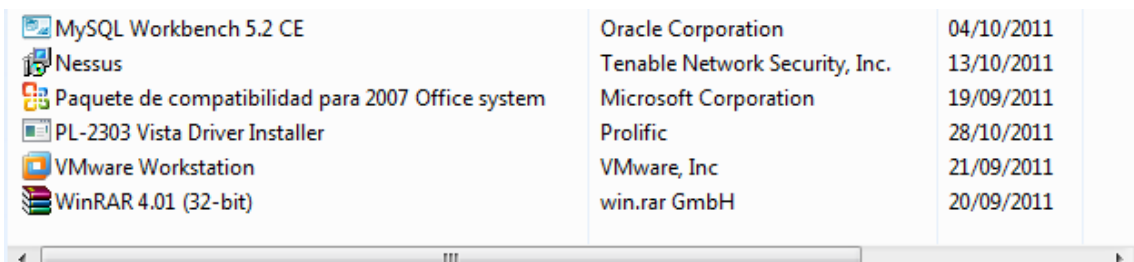 MySQL Workbench 5.2 CE Oracle Corporation 04/10/2011
Nessus Tenable Network Security, Inc. 13/10/2011
Paquete de compatibilidad para 2007 Office system Microsoft Corporation 19/09/2011
PL-2303 Vista Driver Installer Prolific 28/10/2011
VMware Workstation VMware, Inc 21/09/2011
WinRAR 4.01 (32-bit) win.rar GmbH 20/09/2011